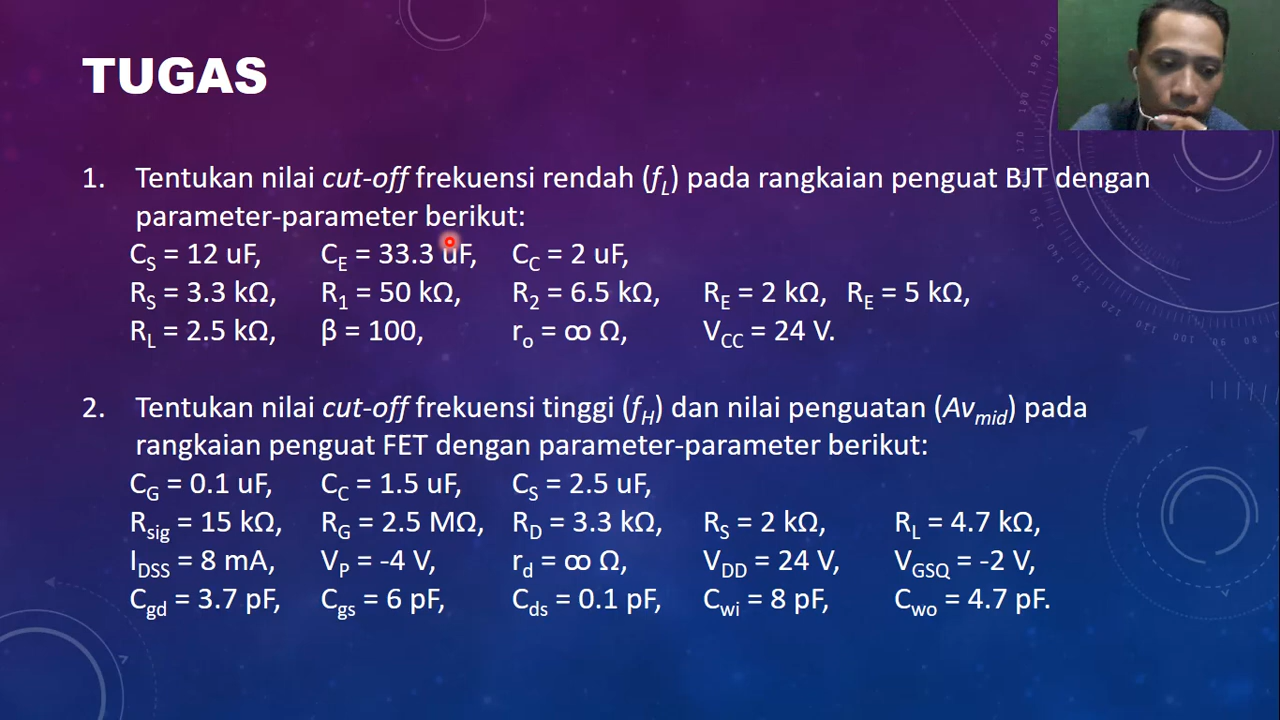 TUGAS
1. Tentukan nilai cut-off frekuensi rendah (fL) pada rangkaian penguat BJT dengan
parameter-parameter berikut:
CS = 12 uF, CE = 33.3 uF, CC = 2 uF,
RS = 3.3 kΩ, R1 = 50 kΩ, R2 = 6.5 kΩ, RE = 2 kΩ, RE = 5 kΩ,
RL = 2.5 kΩ, β = 100, ro = ꝏ Ω, VCC = 24 V.
2. Tentukan nilai cut-off frekuensi tinggi (fH) dan nilai penguatan (Avmid) pada
rangkaian penguat FET dengan parameter-parameter berikut:
CG = 0.1 uF, CC = 1.5 uF, CS = 2.5 uF,
Rsig = 15 kΩ, RG = 2.5 MΩ, RD = 3.3 kΩ, RS = 2 kΩ, RL = 4.7 kΩ,
IDSS = 8 mA, VP = -4 V, rd = ꝏ Ω, VDD = 24 V, VGSQ = -2 V,
Cgd = 3.7 pF, Cgs = 6 pF, Cds = 0.1 pF, Cwi = 8 pF, Cwo = 4.7 pF.